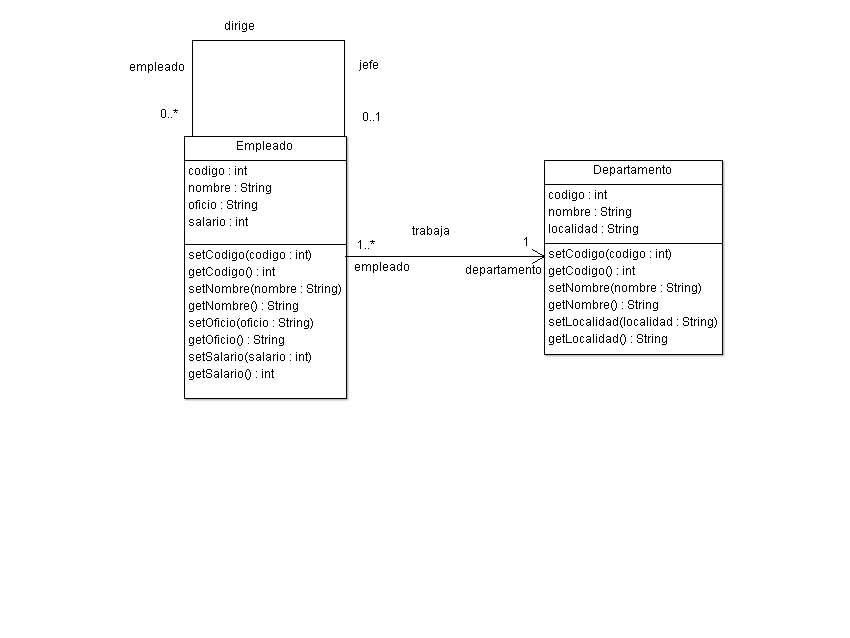 dirige
empleado
jefe
0..*
0..1
Empleado
codigo : int
nombre : String
oficio : String
salario : int
setCodigo(codigo : int)
getCodigo() : int
setNombre(nombre : String)
getNombre() : String
setOficio(oficio : String)
getOficio() : String
setSalario(salario : int)
getSalario() : int
trabaja
1..*
1
empleado
departamento
Departamento
codigo : int
nombre : String
localidad : String
setCodigo(codigo : int)
getCodigo() : int
setNombre(nombre : String)
getNombre() : String
setLocalidad(localidad : String)
getLocalidad() : String